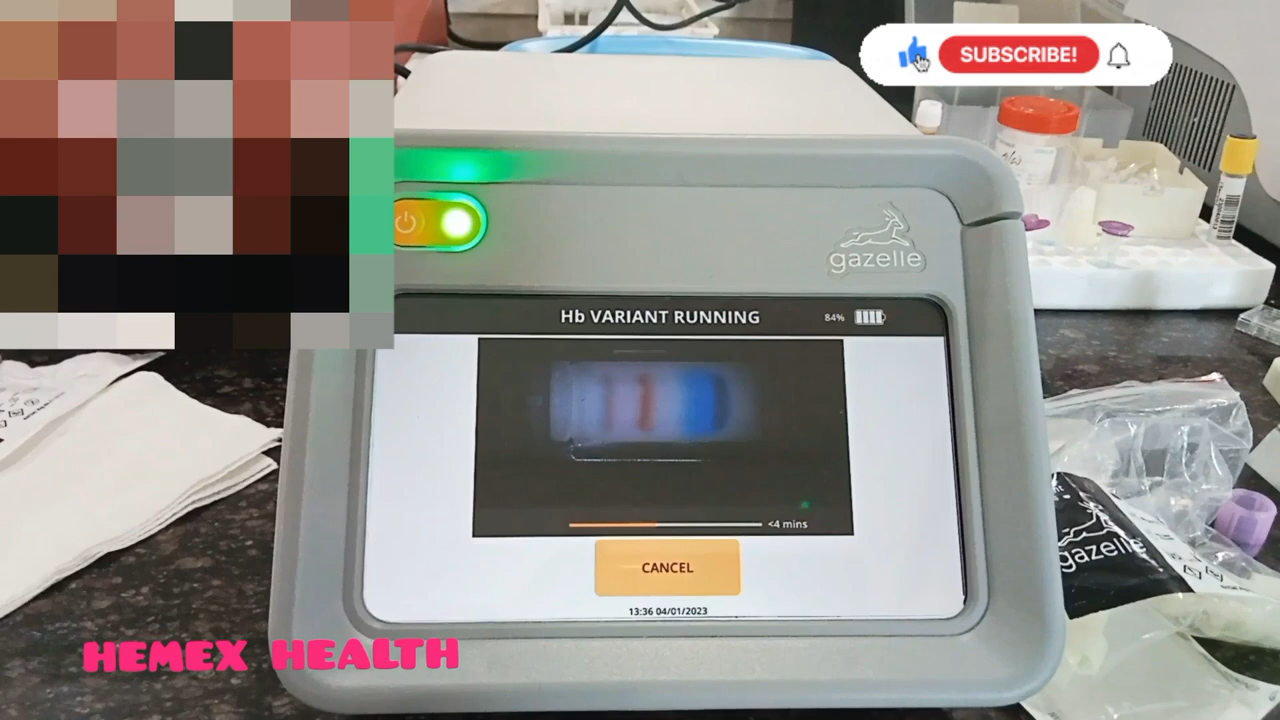 SUBSCRIBE!
gazelle
Hb VARIANT RUNNING
84%
<4 mins
CANCEL
13:36 04/01/2023
gazelle
HEMEX HEALTH